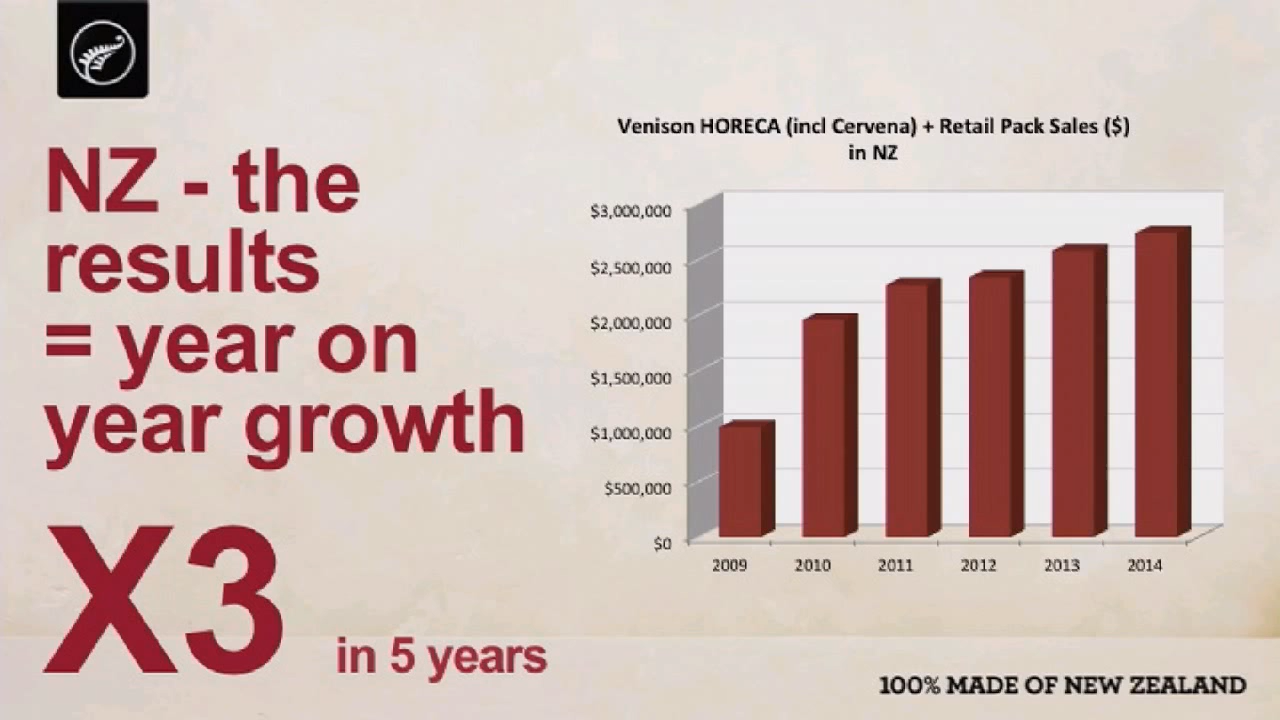 NZ - the
results
= year on
year growth
X3 in 5 years
Venison HORECA (incl Cervena) + Retail Pack Sales ($)
in NZ
$3,000,000
$2,500,000
$2,000,000
$1,500,000
$1,000,000
$500,000
$0
2009 2010 2011 2012 2013 2014
100% MADE OF NEW ZEALAND